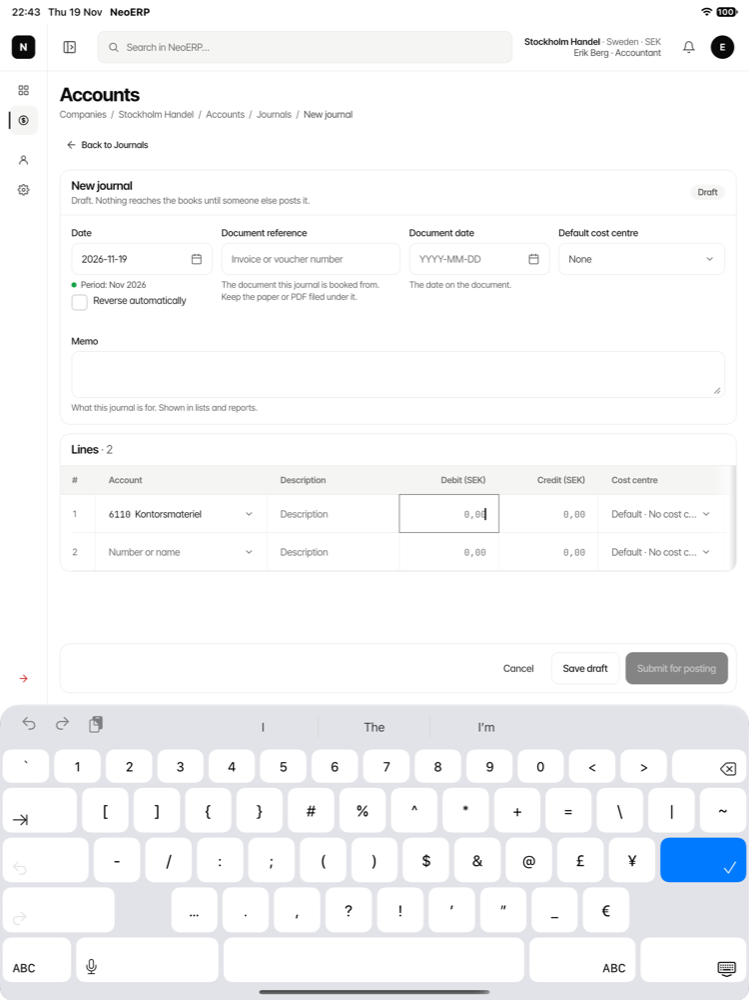 22:43 Thu 19 Nov NeoERP 100
N Search in NeoERP... Stockholm Handel · Sweden · SEK
Erik Berg · Accountant E
Accounts
Companies / Stockholm Handel / Accounts / Journals / New journal
Back to Journals
New journal
Draft. Nothing reaches the books until someone else posts it.
Draft
Date Document reference Document date Default cost centre
2026-11-19 Invoice or voucher number YYYY-MM-DD None
Period: Nov 2026 The document this journal is booked from. The date on the document.
Keep the paper or PDF filed under it.
Reverse automatically
Memo
What this journal is for. Shown in lists and reports.
Lines · 2
# Account Description Debit (SEK) Credit (SEK) Cost centre
1 6110 Kontorsmateriel Description 0,00 0,00 Default · No cost c...
2 Number or name Description 0,00 0,00 Default · No cost c...
Cancel Save draft Submit for posting
I The I'm
` 1 2 3 4 5 6 7 8 9 0 < >
[ ] { } # % ^ * + = \ | ~
- / : ; ( ) $ & @ £ ¥
... . , ? ! ' " _ €
ABC ABC